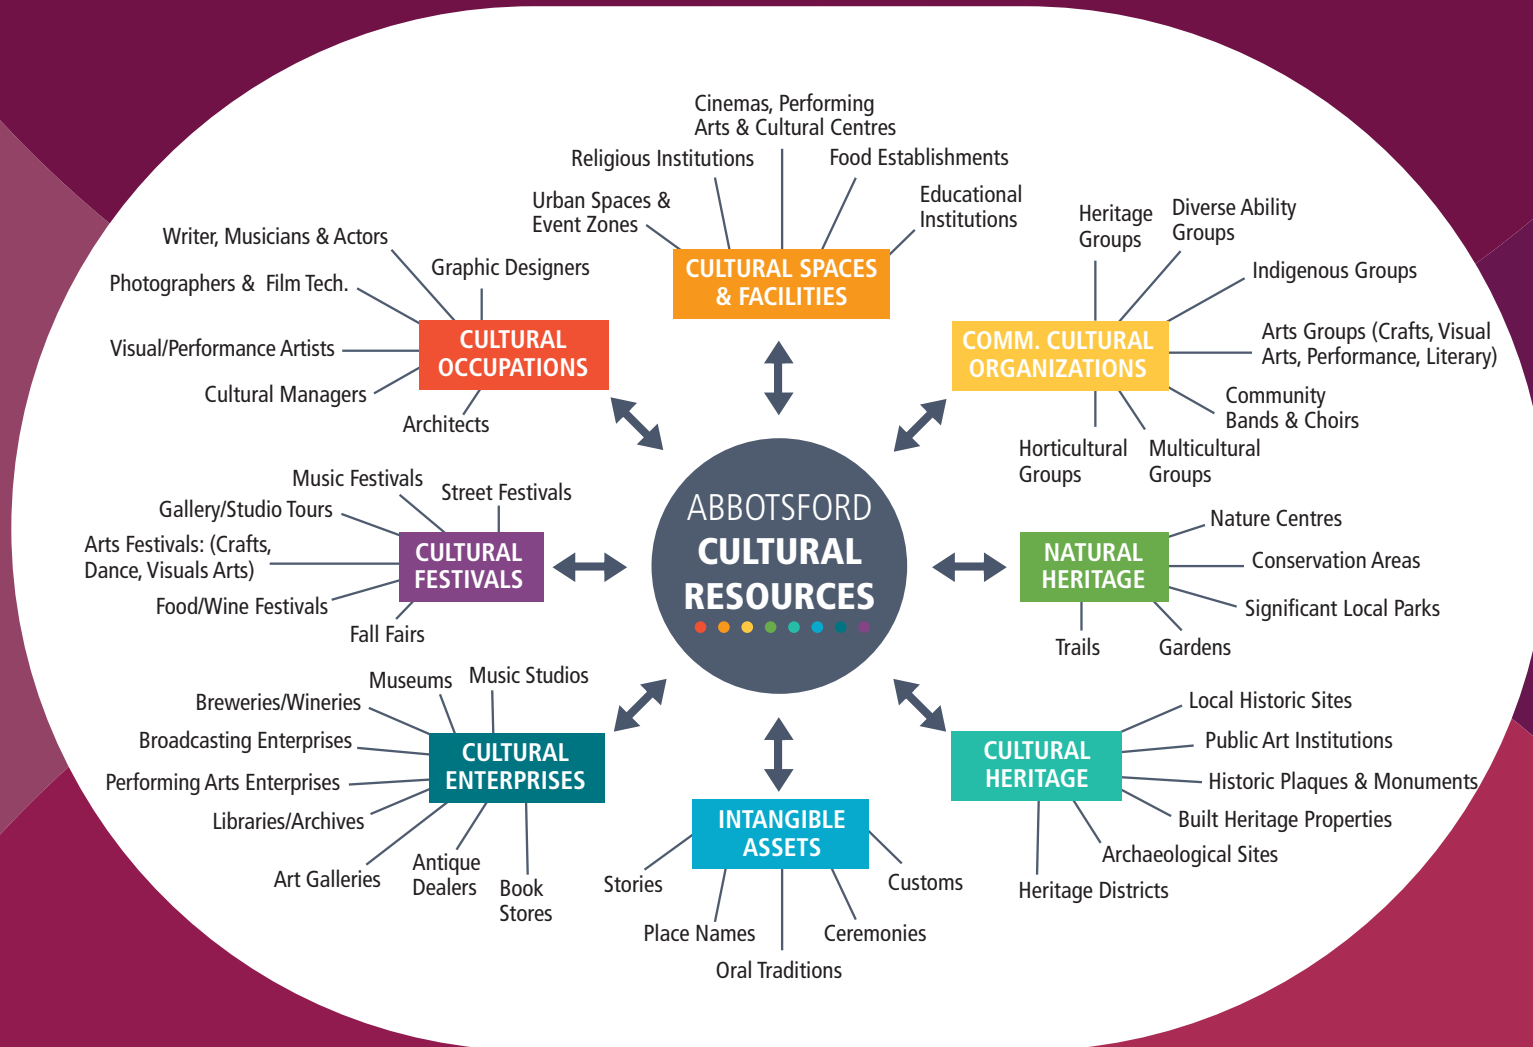 Cinemas, Performing
Arts & Cultural Centres
Religious Institutions
Food Establishments
Urban Spaces &
Event Zones
Educational
Institutions
CULTURAL SPACES
& FACILITIES
Writer, Musicians & Actors
Graphic Designers
Photographers & Film Tech.
Visual/Performance Artists
Cultural Managers
Architects
CULTURAL
OCCUPATIONS
Heritage
Groups
Diverse Ability
Groups
Indigenous Groups
Arts Groups (Crafts, Visual
Arts, Performance, Literary)
Community
Bands & Choirs
Multicultural
Groups
Horticultural
Groups
COMM. CULTURAL
ORGANIZATIONS
ABBOTSFORD
CULTURAL
RESOURCES
Music Festivals
Street Festivals
Gallery/Studio Tours
Arts Festivals: (Crafts,
Dance, Visuals Arts)
Food/Wine Festivals
Fall Fairs
CULTURAL
FESTIVALS
NATURAL
HERITAGE
Nature Centres
Conservation Areas
Significant Local Parks
Gardens
Trails
Museums
Music Studios
Breweries/Wineries
Broadcasting Enterprises
Performing Arts Enterprises
Libraries/Archives
Art Galleries
Antique
Dealers
Book
Stores
CULTURAL
ENTERPRISES
INTANGIBLE
ASSETS
Stories
Place Names
Oral Traditions
Ceremonies
Customs
CULTURAL
HERITAGE
Local Historic Sites
Public Art Institutions
Historic Plaques & Monuments
Built Heritage Properties
Archaeological Sites
Heritage Districts